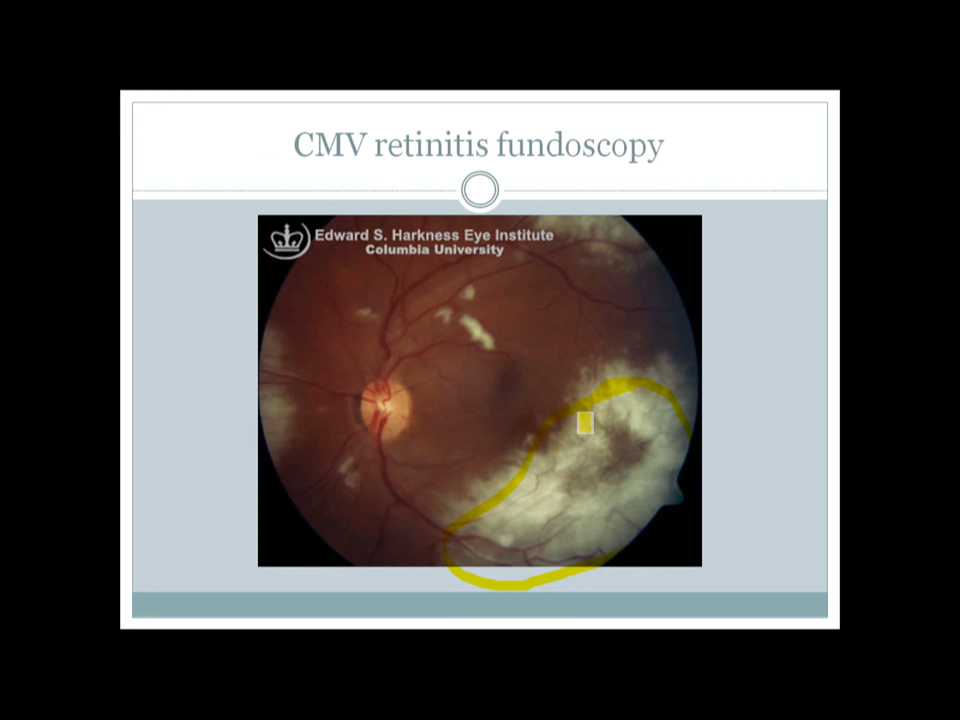 CMV retinitis fundoscopy
Edward S. Harkness Eye Institute
Columbia University